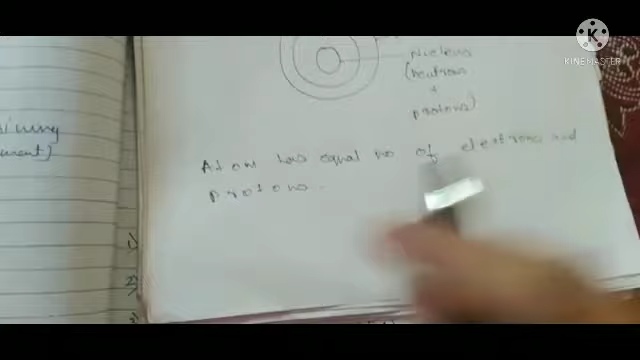 Nucleus
(neutrons
+
protons)
Atom has equal no of electrons and
protons.
KINEMASTER